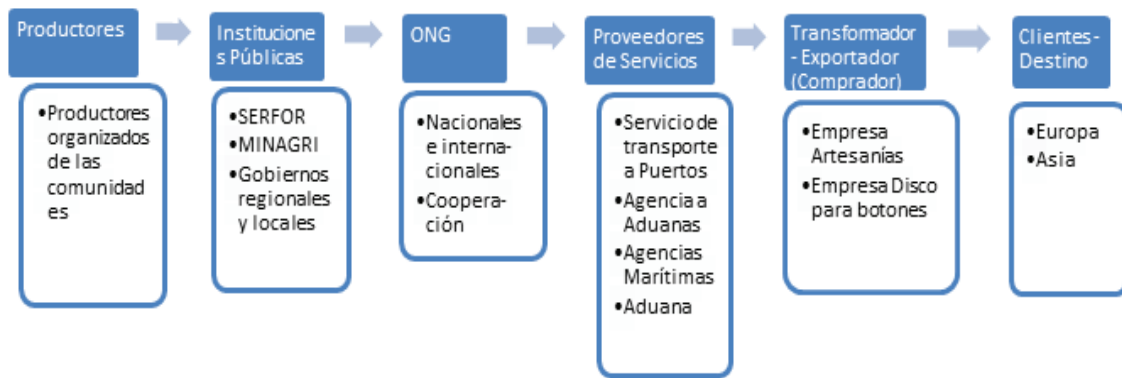 Productores
•Productores
organizados
de las
comunidad
es
Institucione
s Públicas
•SERFOR
•MINAGRI
•Gobiernos
regionales
y locales
ONG
•Nacionales
e interna-
cionales
•Coopera-
ción
Proveedores
de Servicios
•Servicio de
transporte
a Puertos
•Agencia a
Aduanas
•Agencias
Marítimas
•Aduana
Transformador
- Exportador
(Comprador)
•Empresa
Artesanías
•Empresa Disco
para botones
Clientes-
Destino
•Europa
•Asia